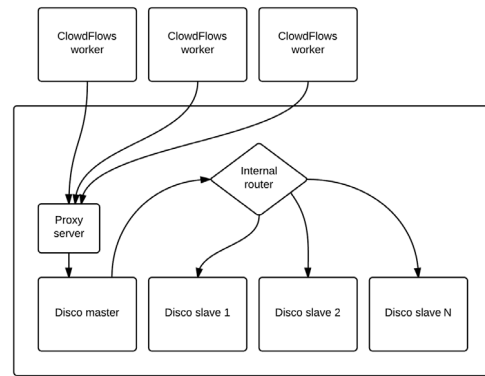 ClowdFlows
worker
ClowdFlows
worker
ClowdFlows
worker
Internal
router
Proxy
server
Disco master
Disco slave 1
Disco slave 2
Disco slave N